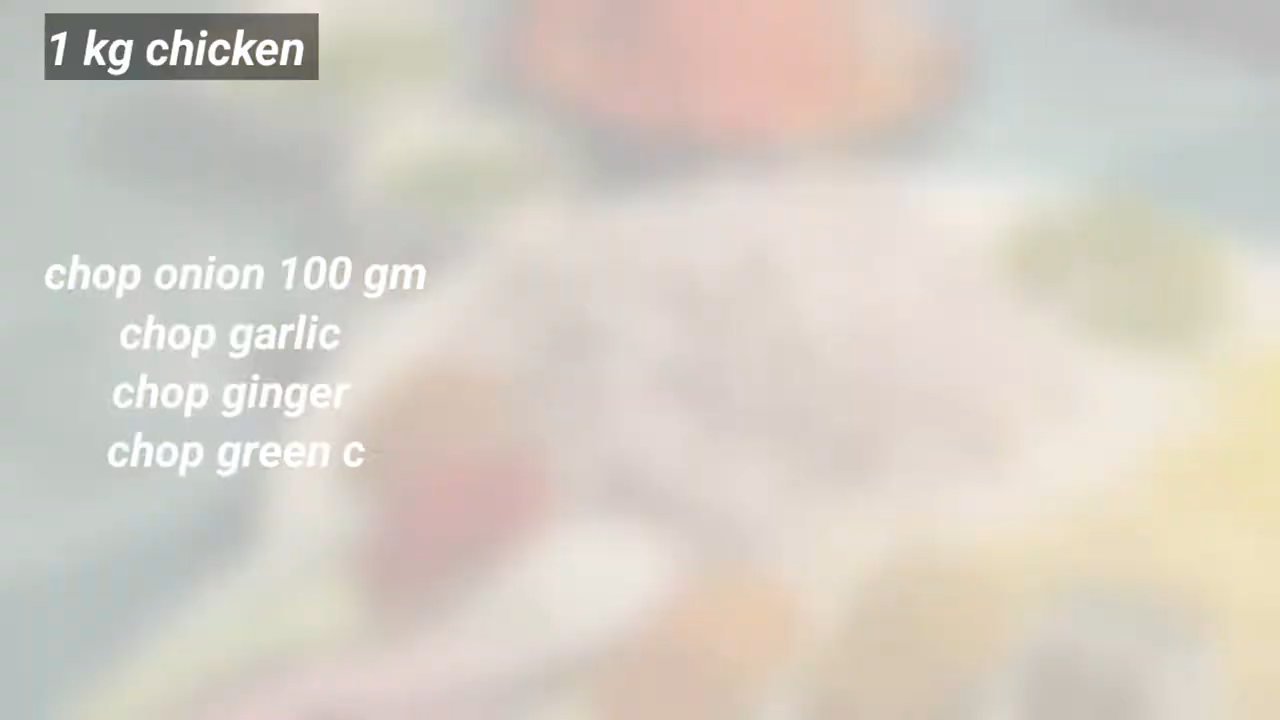 1 kg chicken
chop onion 100 gm
chop garlic
chop ginger
chop green c